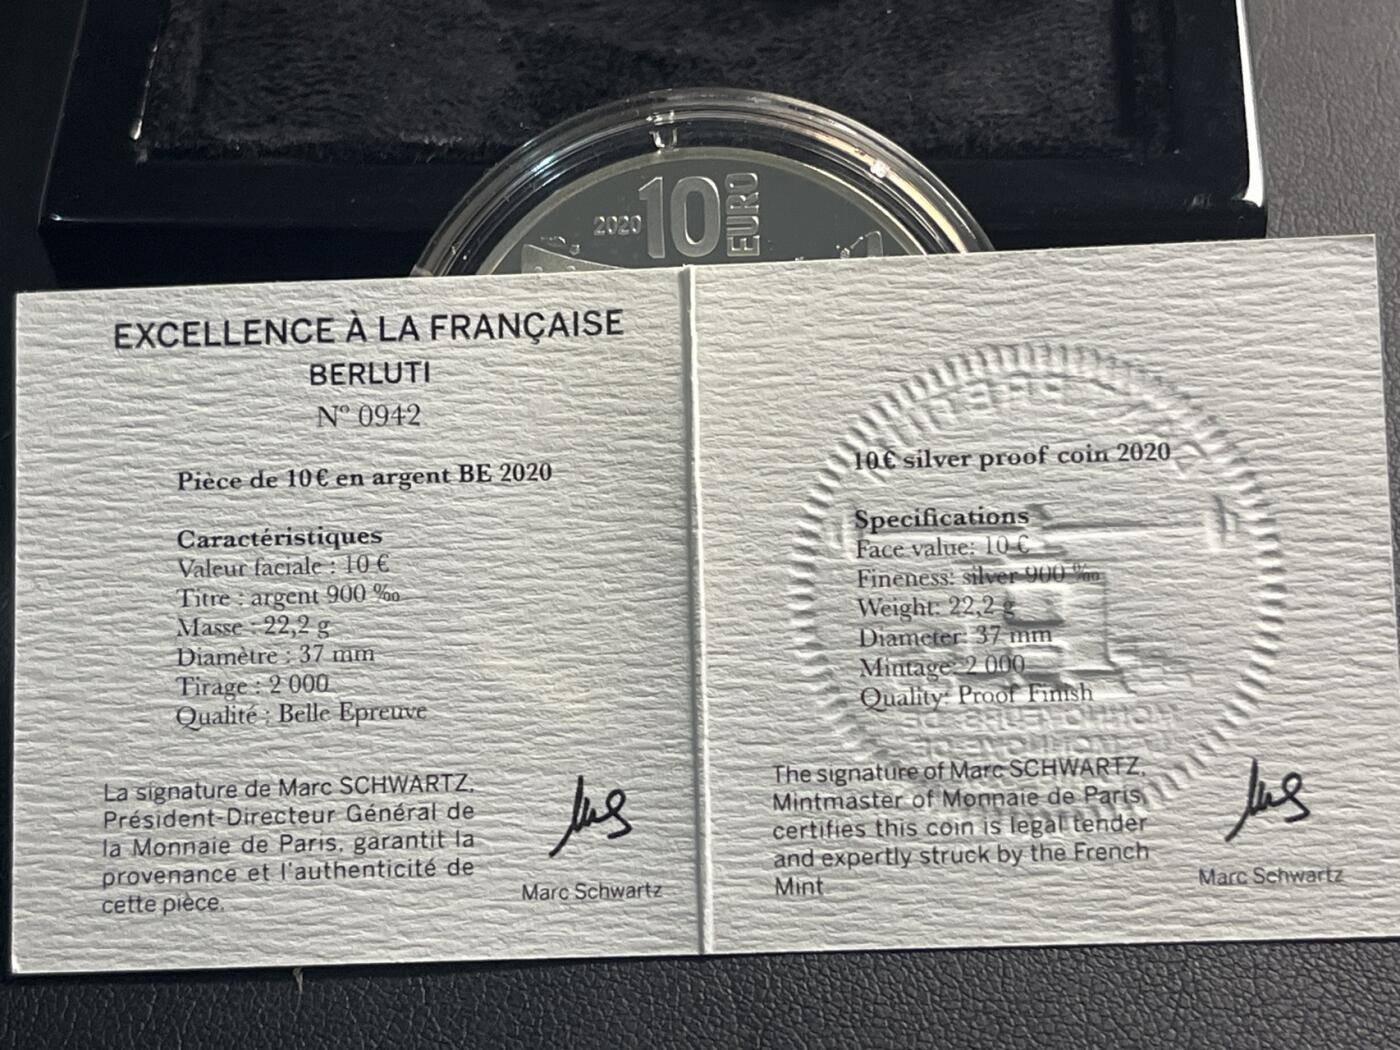 2020 10 EURO
EXCELLENCE À LA FRANÇAISE
BERLUTI
N° 0942
Pièce de 10 € en argent BE 2020
Caractéristiques
Valeur faciale : 10 €
Titre : argent 900 ‰
Masse : 22,2 g
Diamètre : 37 mm
Tirage : 2 000
Qualité : Belle Epreuve
La signature de Marc SCHWARTZ,
Président-Directeur Général de
la Monnaie de Paris, garantit la
provenance et l'authenticité de
cette pièce.
Marc Schwartz
10€ silver proof coin 2020
Specifications
Face value: 10 €
Fineness: silver 900 ‰
Weight: 22,2 g
Diameter: 37 mm
Mintage: 2 000
Quality: Proof Finish
The signature of Marc SCHWARTZ,
Mintmaster of Monnaie de Paris,
certifies this coin is legal tender
and expertly struck by the French
Mint.
Marc Schwartz